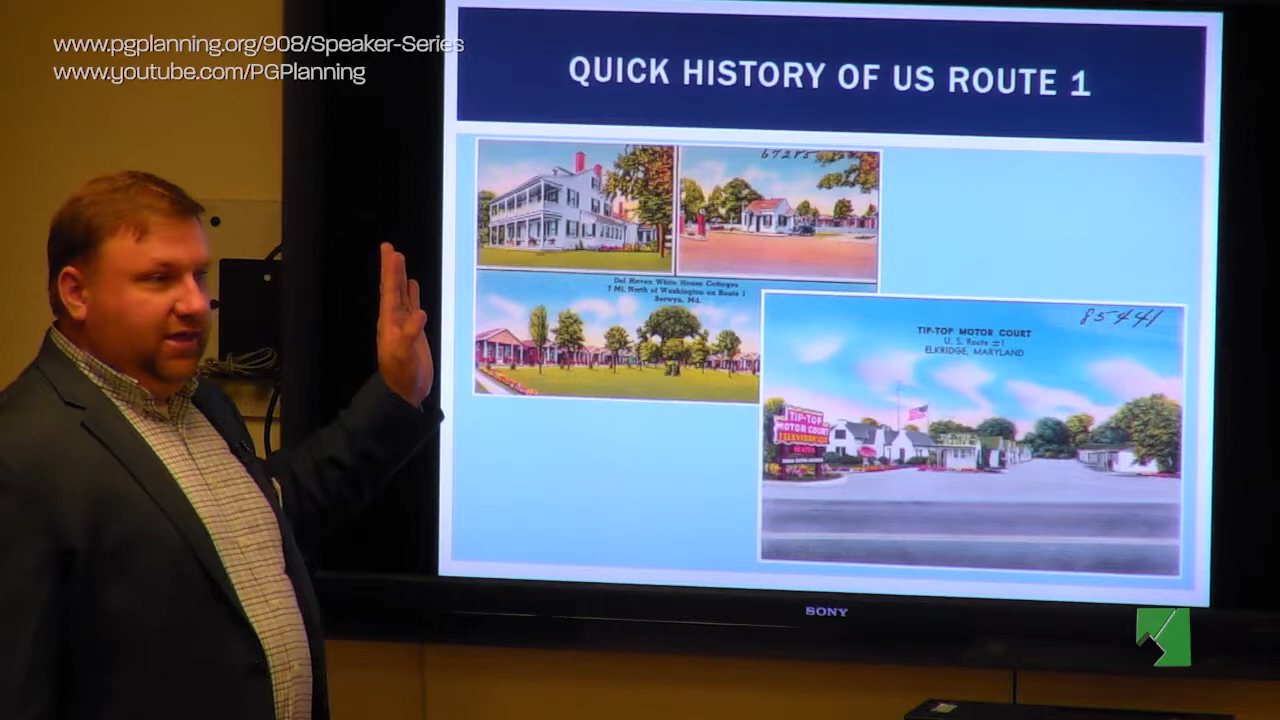 www.pgplanning.org/908/Speaker-Series
www.youtube.com/PGPlanning
QUICK HISTORY OF US ROUTE 1
67285
Del Haven White House Cottages
7 Mi. North of Washington on Route 1
Berwyn, Md.
85441
TIP-TOP MOTOR COURT
U. S. Route #1
ELKRIDGE, MARYLAND
TIP-TOP
MOTOR COURT
TELEVISION
SONY